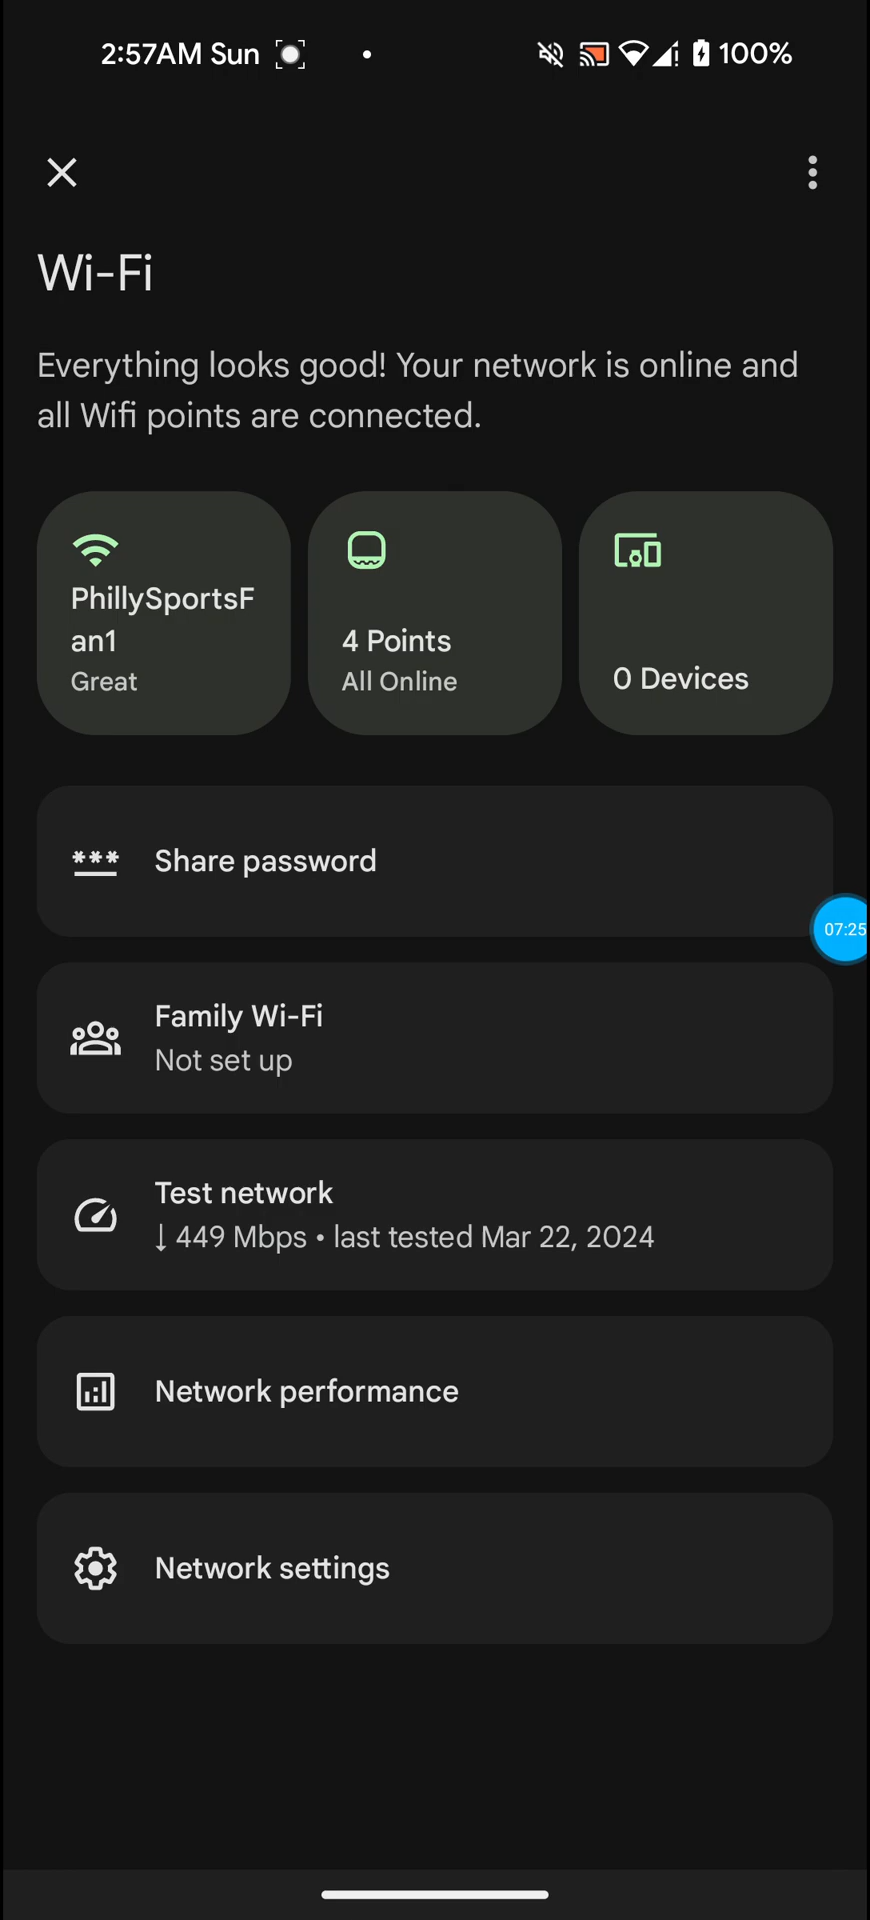 2:57AM Sun
100%
Wi-Fi
Everything looks good! Your network is online and
all Wifi points are connected.
PhillySportsF
an1
Great
4 Points
All Online
0 Devices
Share password
07:25
Family Wi-Fi
Not set up
Test network
↓ 449 Mbps • last tested Mar 22, 2024
Network performance
Network settings